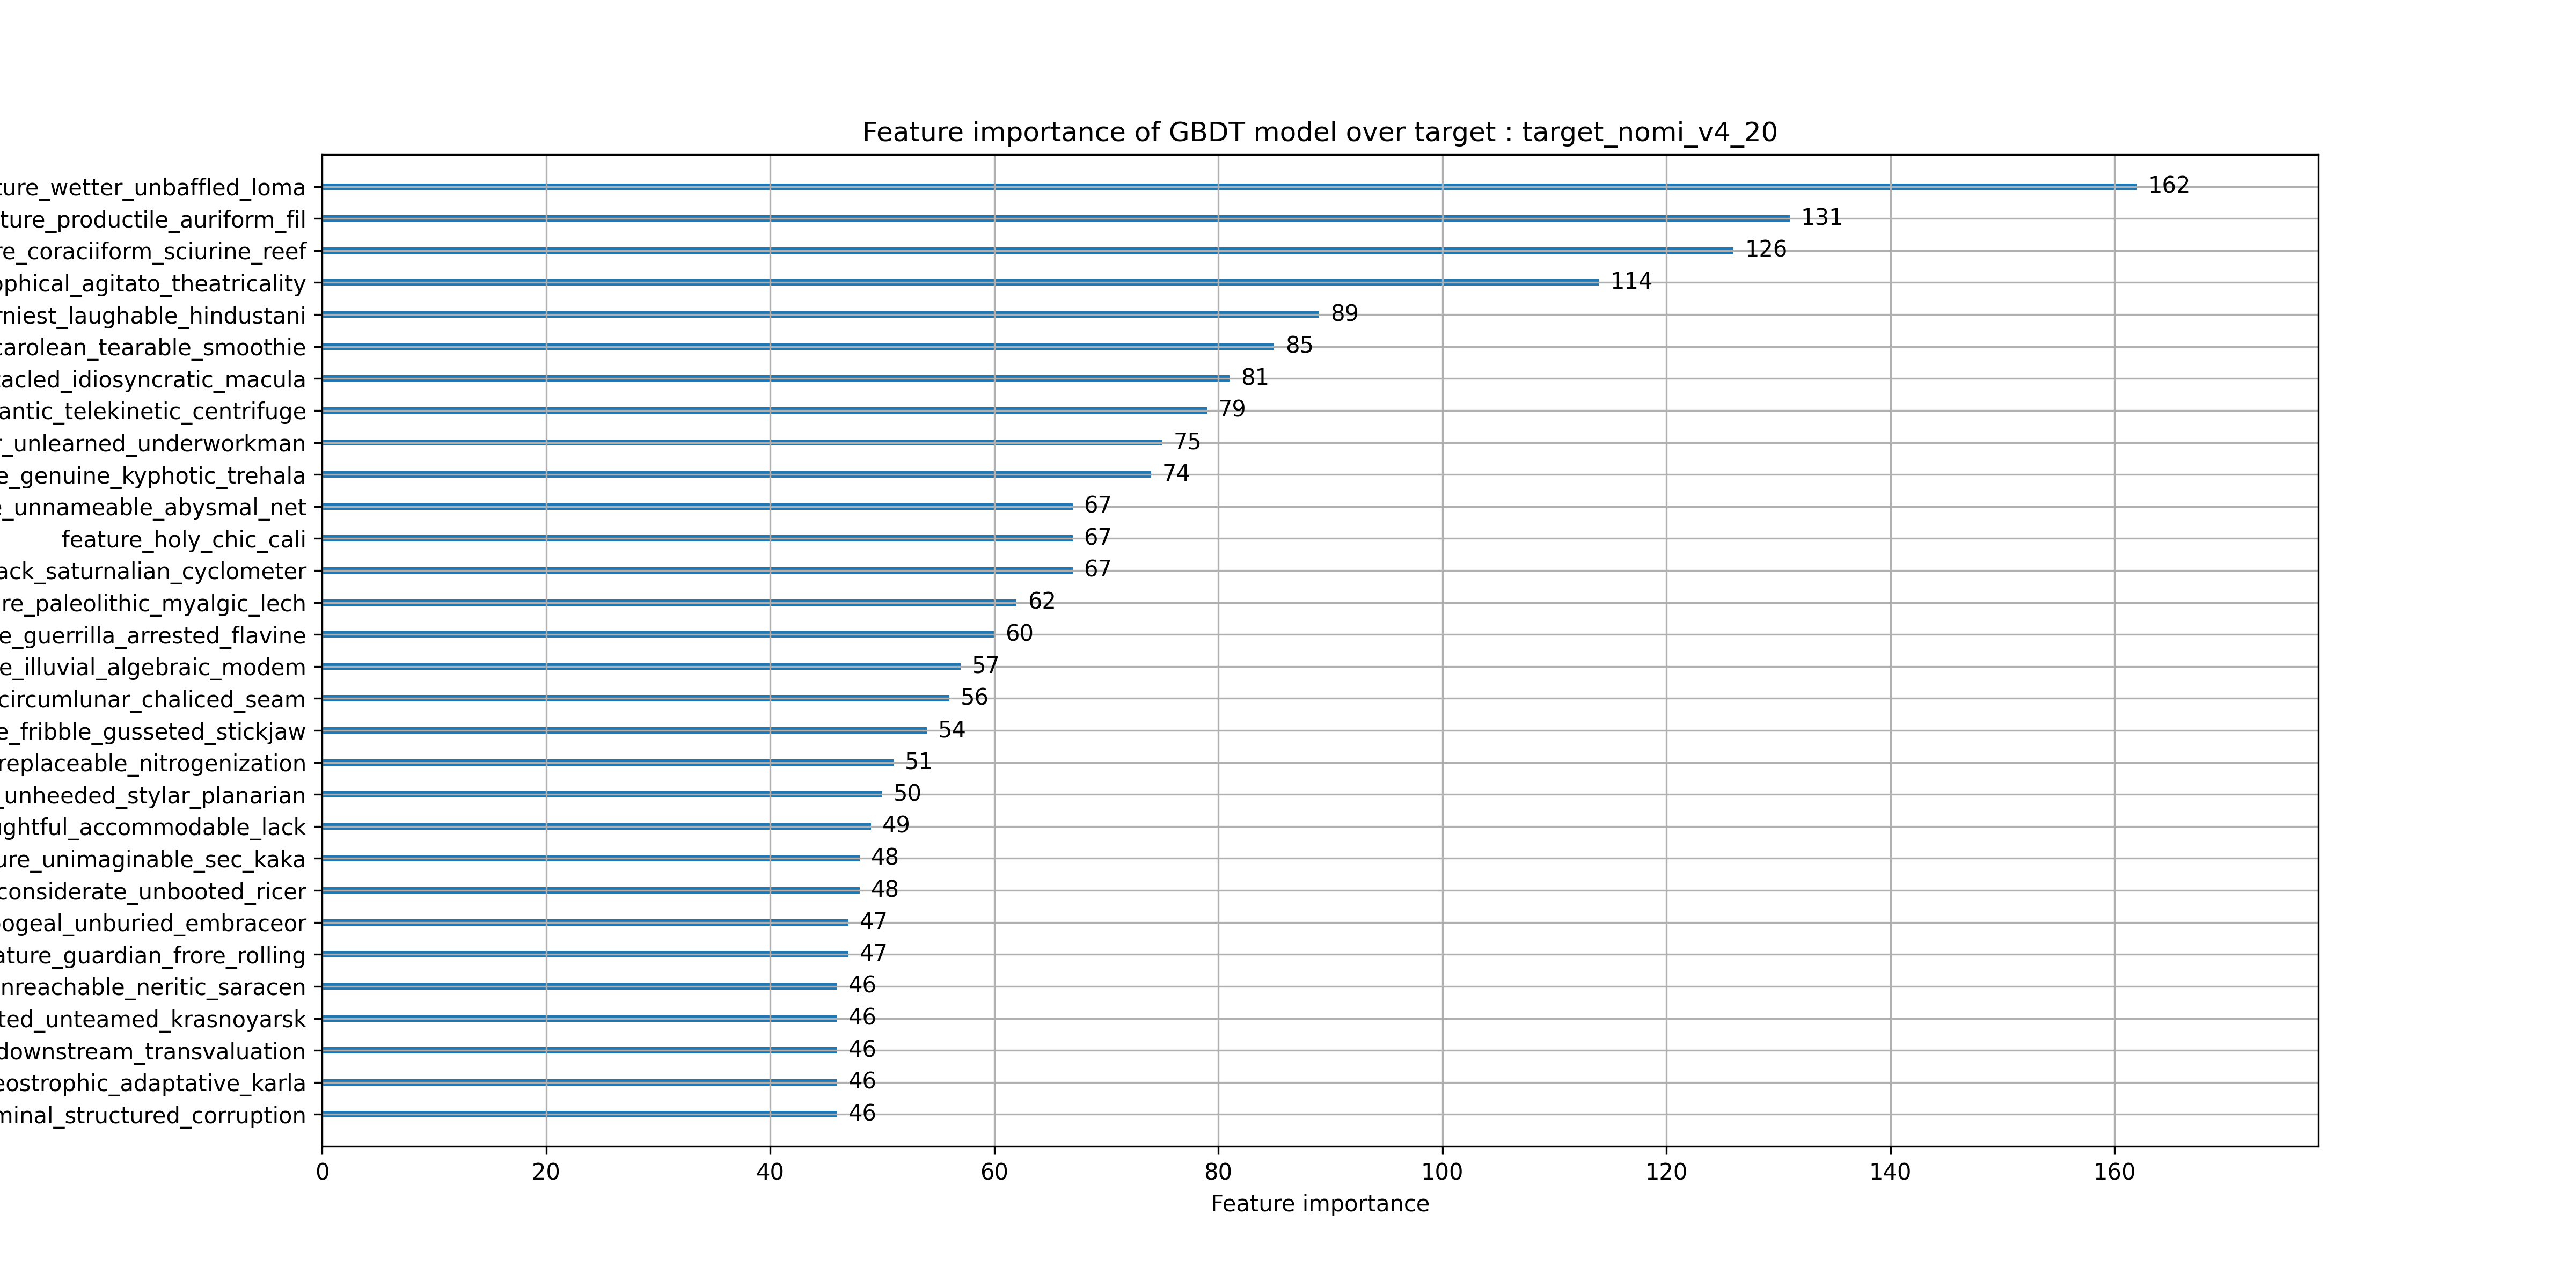 Feature importance of GBDT model over target : target_nomi_v4_20
ture_wetter_unbaffled_loma 162
ture_productile_auriform_fil 131
re_coraciiform_sciurine_reef 126
ophical_agitato_theatricality 114
rniest_laughable_hindustani 89
carolean_tearable_smoothie 85
tacled_idiosyncratic_macula 81
antic_telekinetic_centrifuge 79
r_unlearned_underworkman 75
e_genuine_kyphotic_trehala 74
e_unnameable_abysmal_net 67
feature_holy_chic_cali 67
ack_saturnalian_cyclometer 67
re_paleolithic_myalgic_lech 62
e_guerrilla_arrested_flavine 60
e_illuvial_algebraic_modem 57
circumlunar_chaliced_seam 56
e_fribble_gusseted_stickjaw 54
replaceable_nitrogenization 51
_unheeded_stylar_planarian 50
ughtful_accommodable_lack 49
ure_unimaginable_sec_kaka 48
considerate_unbooted_ricer 48
ogeal_unburied_embraceor 47
ature_guardian_frore_rolling 47
nreachable_neritic_saracen 46
ted_unteamed_krasnoyarsk 46
downstream_transvaluation 46
eostrophic_adaptative_karla 46
minal_structured_corruption 46
0 20 40 60 80 100 120 140 160
Feature importance